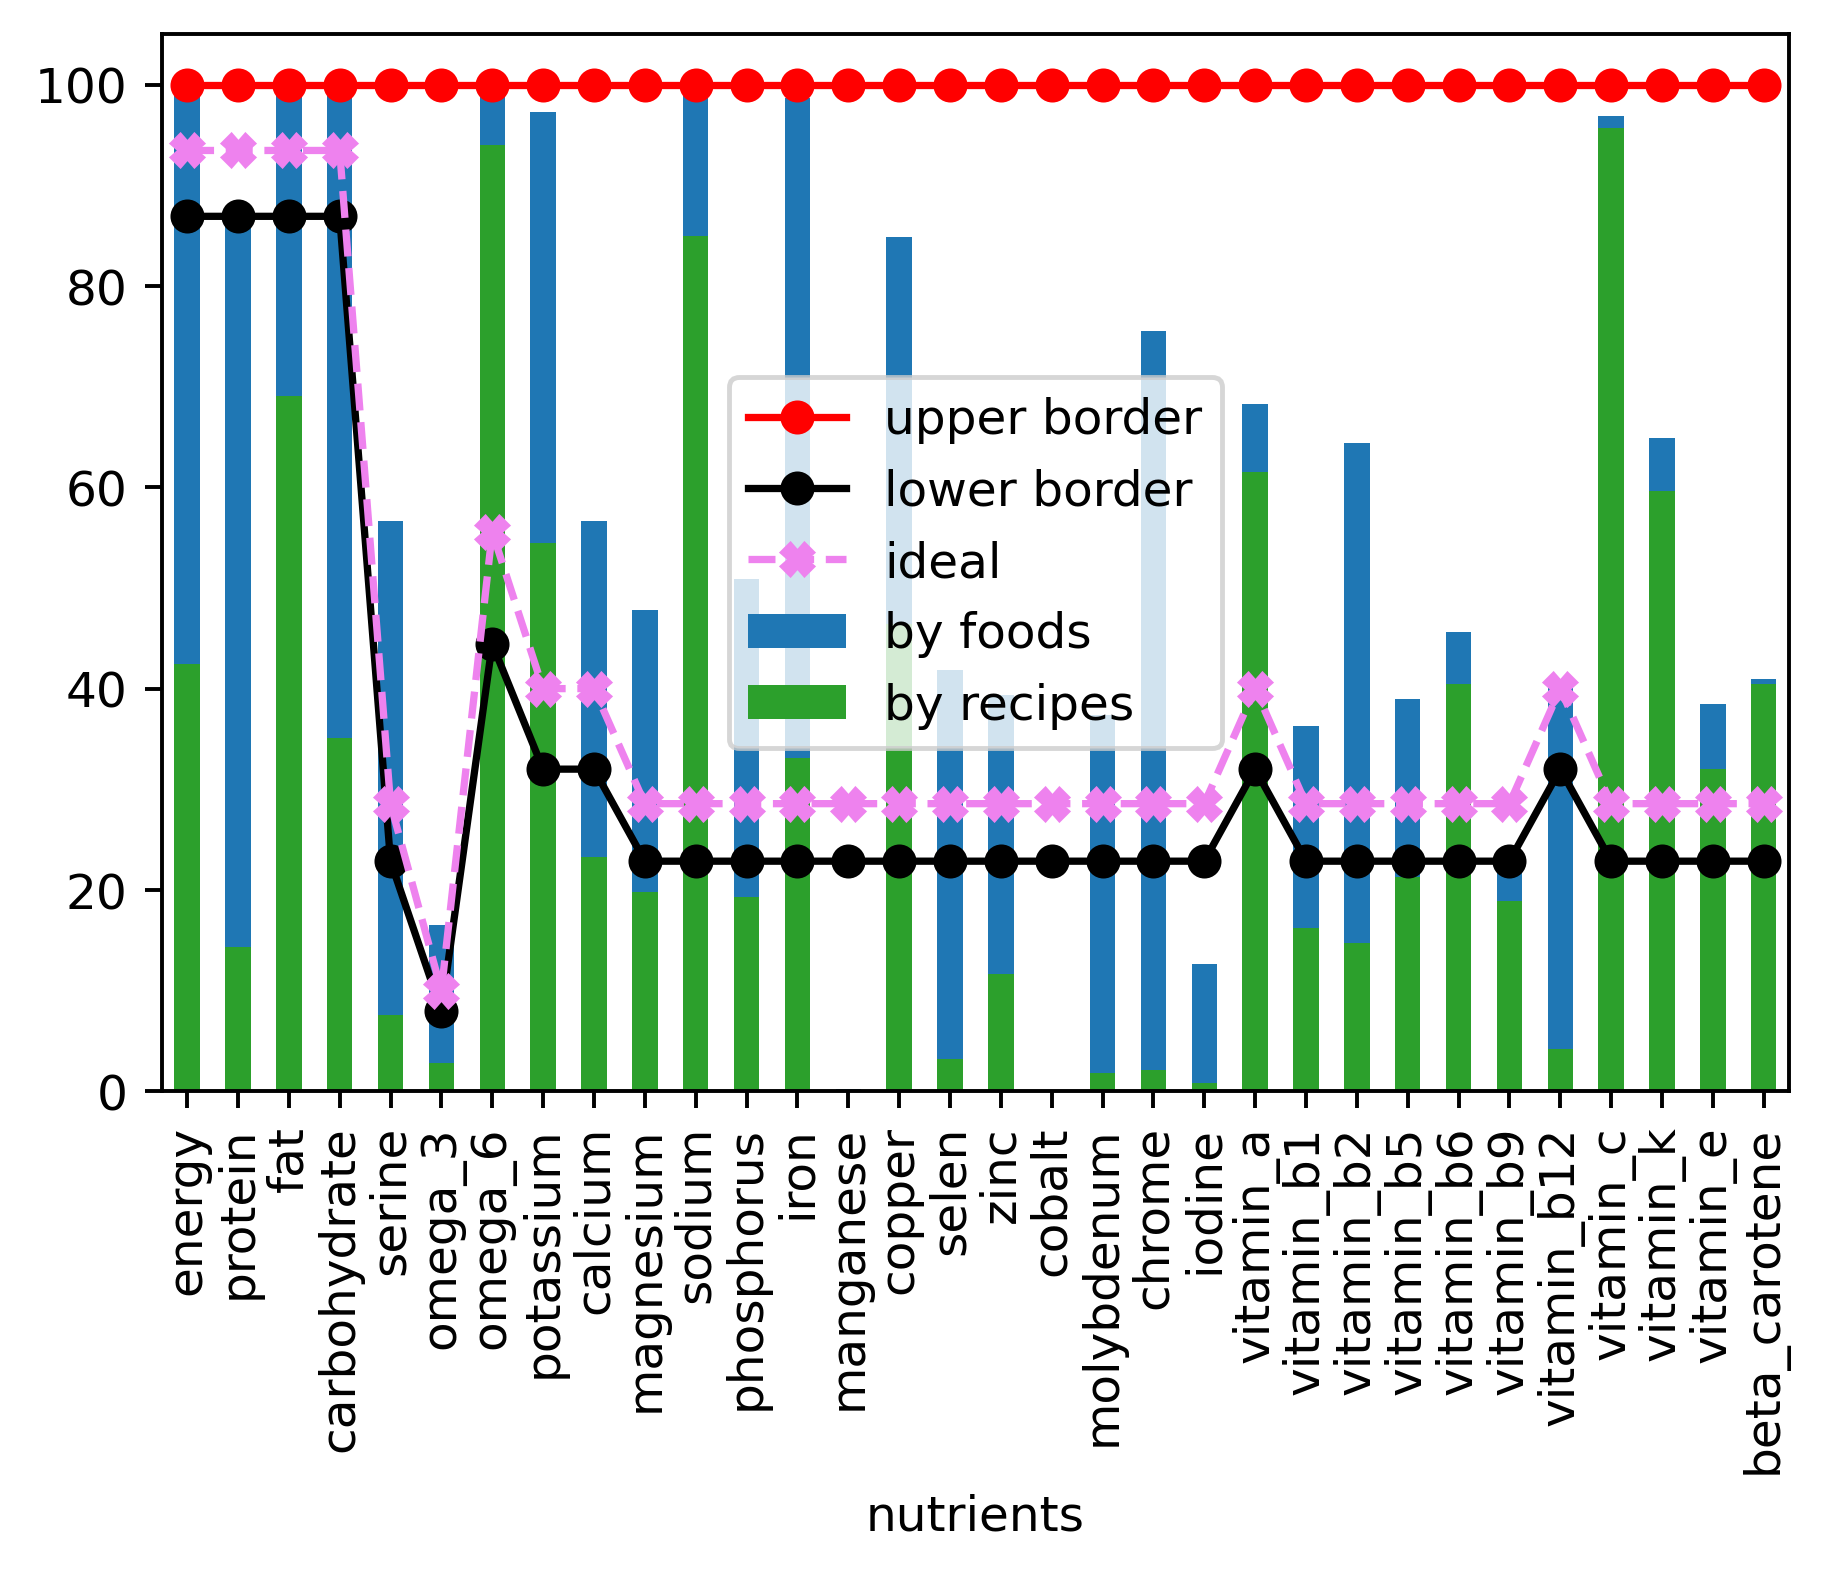 100
80
60
40
20
0
upper border
lower border
ideal
by foods
by recipes
energy
protein
fat
carbohydrate
serine
omega_3
omega_6
potassium
calcium
magnesium
sodium
phosphorus
iron
manganese
copper
selen
zinc
cobalt
molybdenum
chrome
iodine
vitamin_a
vitamin_b1
vitamin_b2
vitamin_b5
vitamin_b6
vitamin_b9
vitamin_b12
vitamin_c
vitamin_k
vitamin_e
beta_carotene
nutrients